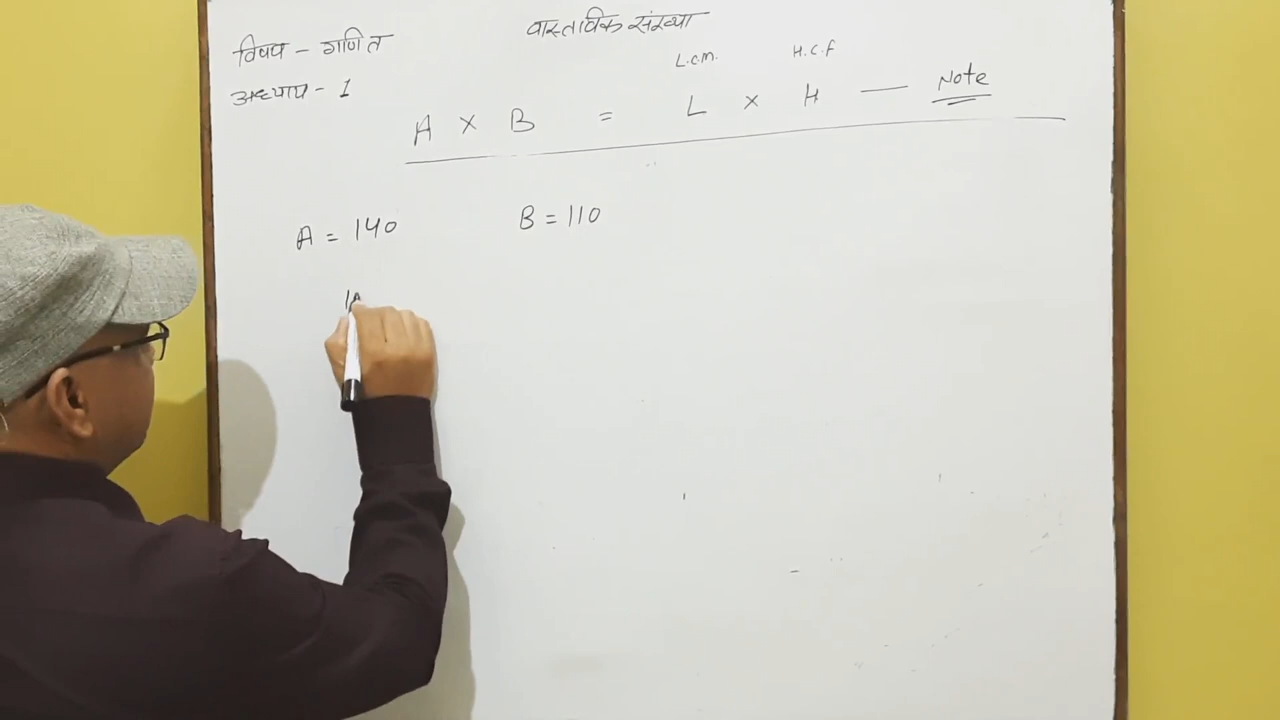 वास्तविक संख्या
विषय - गणित
अध्याय - 1
L.C.M. H.C.F
A × B = L × H — Note
A = 140 B = 110